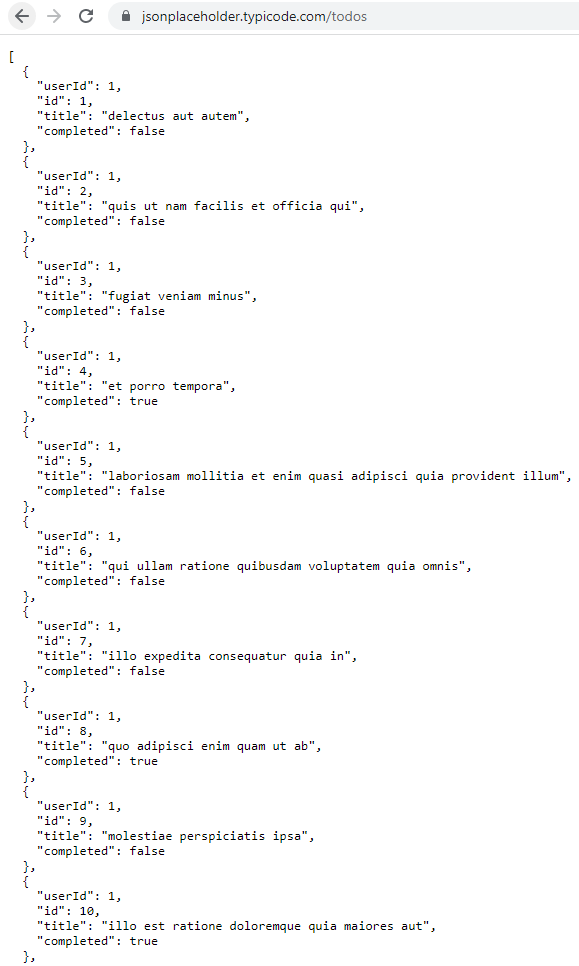 jsonplaceholder.typicode.com/todos
[
  {
    "userId": 1,
    "id": 1,
    "title": "delectus aut autem",
    "completed": false
  },
  {
    "userId": 1,
    "id": 2,
    "title": "quis ut nam facilis et officia qui",
    "completed": false
  },
  {
    "userId": 1,
    "id": 3,
    "title": "fugiat veniam minus",
    "completed": false
  },
  {
    "userId": 1,
    "id": 4,
    "title": "et porro tempora",
    "completed": true
  },
  {
    "userId": 1,
    "id": 5,
    "title": "laboriosam mollitia et enim quasi adipisci quia provident illum",
    "completed": false
  },
  {
    "userId": 1,
    "id": 6,
    "title": "qui ullam ratione quibusdam voluptatem quia omnis",
    "completed": false
  },
  {
    "userId": 1,
    "id": 7,
    "title": "illo expedita consequatur quia in",
    "completed": false
  },
  {
    "userId": 1,
    "id": 8,
    "title": "quo adipisci enim quam ut ab",
    "completed": true
  },
  {
    "userId": 1,
    "id": 9,
    "title": "molestiae perspiciatis ipsa",
    "completed": false
  },
  {
    "userId": 1,
    "id": 10,
    "title": "illo est ratione doloremque quia maiores aut",
    "completed": true
  },